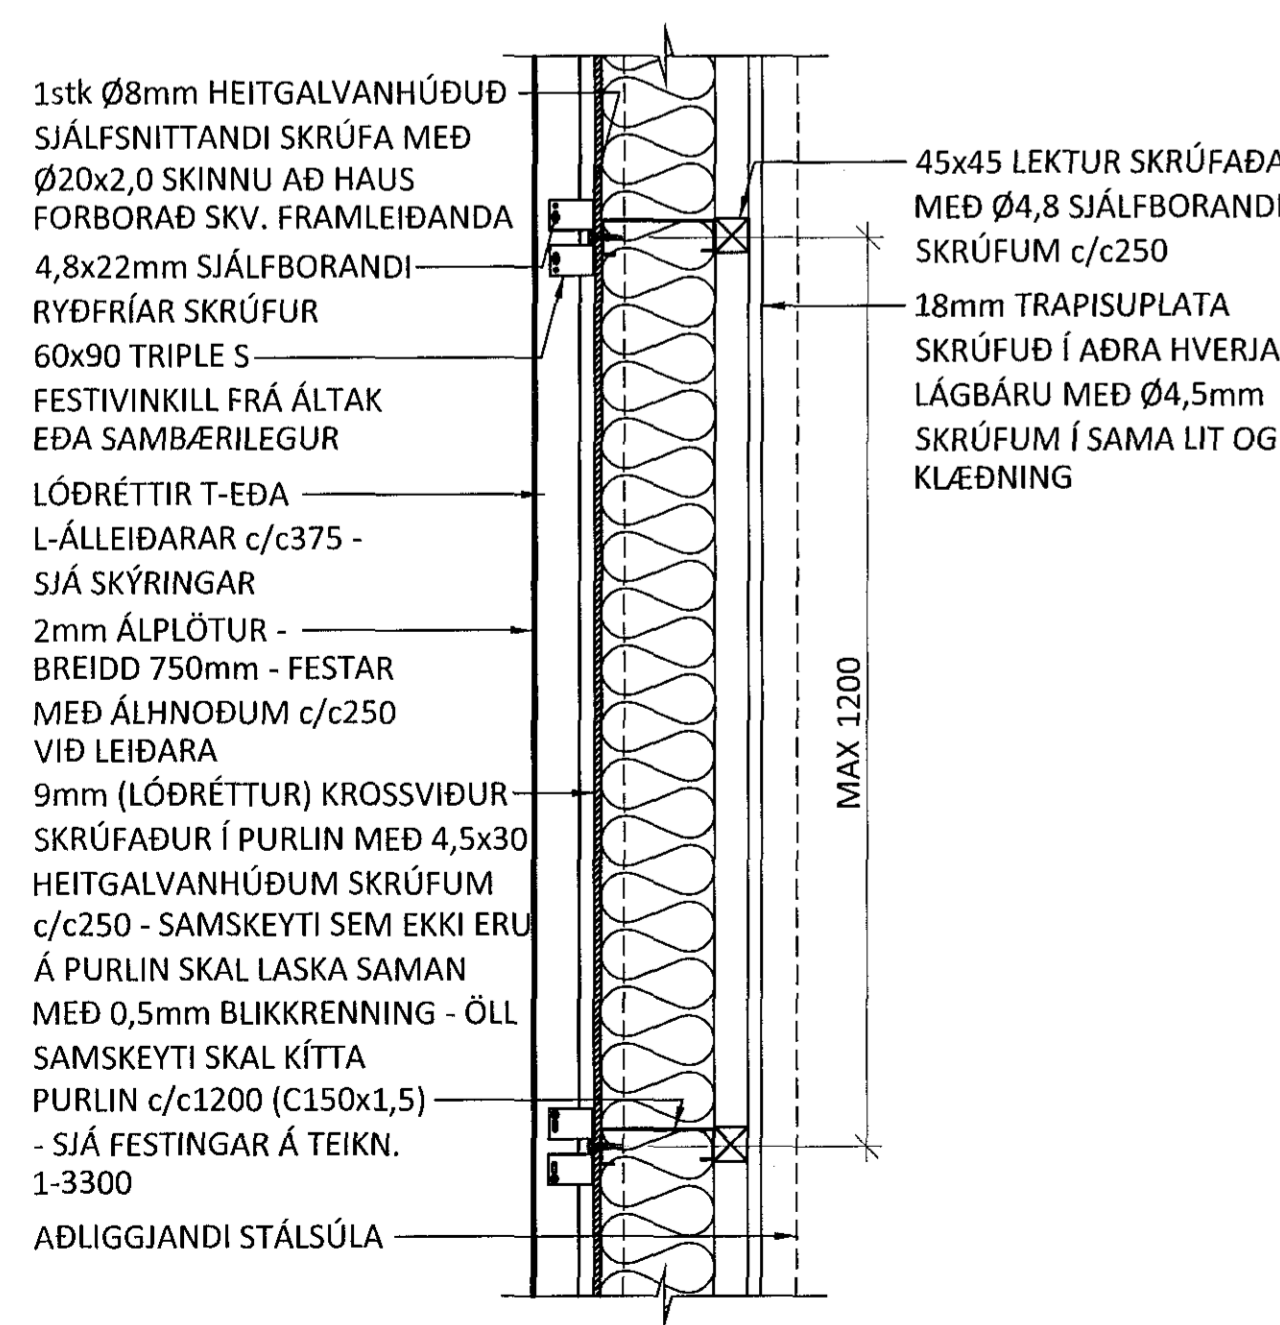 1stk Ø8mm HEITGALVANHÚÐUÐ
SJÁLFSNITTANDI SKRÚFA MEÐ
Ø20x2,0 SKINNU AÐ HAUS
FORBORAÐ SKV. FRAMLEIÐANDA
4,8x22mm SJÁLFBORANDI
RYÐFRÍAR SKRÚFUR
60x90 TRIPLE S
FESTIVINKILL FRÁ ÁLTAK
EÐA SAMBÆRILEGUR
LÓÐRÉTTIR T-EÐA
L-ÁLLEIÐARAR c/c375 -
SJÁ SKÝRINGAR
2mm ÁLPLÖTUR -
BREIDD 750mm - FESTAR
MEÐ ÁLHNOÐUM c/c250
VIÐ LEIÐARA
9mm (LÓÐRÉTTUR) KROSSVIÐUR
SKRÚFAÐUR Í PURLIN MEÐ 4,5x30
HEITGALVANHÚÐUM SKRÚFUM
c/c250 - SAMSKEYTI SEM EKKI ERU
Á PURLIN SKAL LASKA SAMAN
MEÐ 0,5mm BLIKKRENNING - ÖLL
SAMSKEYTI SKAL KÍTTA
PURLIN c/c1200 (C150x1,5)
- SJÁ FESTINGAR Á TEIKN.
1-3300
AÐLIGGJANDI STÁLSÚLA
45x45 LEKTUR SKRÚFAÐA
MEÐ Ø4,8 SJÁLFBORANDI
SKRÚFUM c/c250
18mm TRAPISUPLATA
SKRÚFUÐ Í AÐRA HVERJA
LÁGBÁRU MEÐ Ø4,5mm
SKRÚFUM Í SAMA LIT OG
KLÆÐNING
MAX 1200